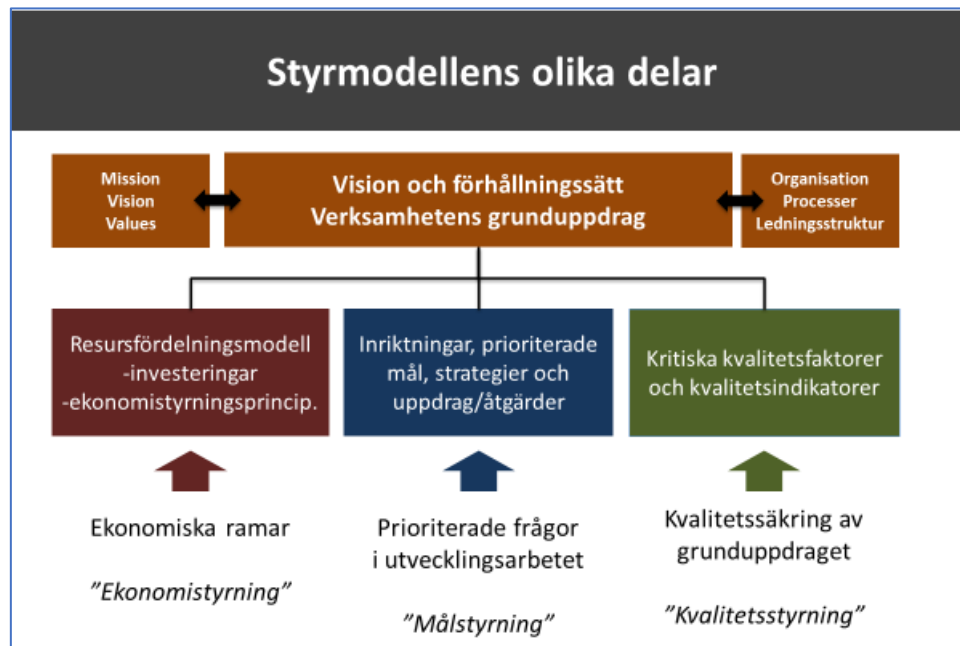 Styrmodellens olika delar
Mission
Vision
Values
Vision och förhållningssätt
Verksamhetens grunduppdrag
Organisation
Processer
Ledningsstruktur
Resursfördelningsmodell
-investeringar
-ekonomistyrningsprincip.
Inriktningar, prioriterade
mål, strategier och
uppdrag/åtgärder
Kritiska kvalitetsfaktorer
och kvalitetsindikatorer
Ekonomiska ramar
”Ekonomistyrning”
Prioriterade frågor
i utvecklingsarbetet
”Målstyrning”
Kvalitetssäkring av
grunduppdraget
”Kvalitetsstyrning”